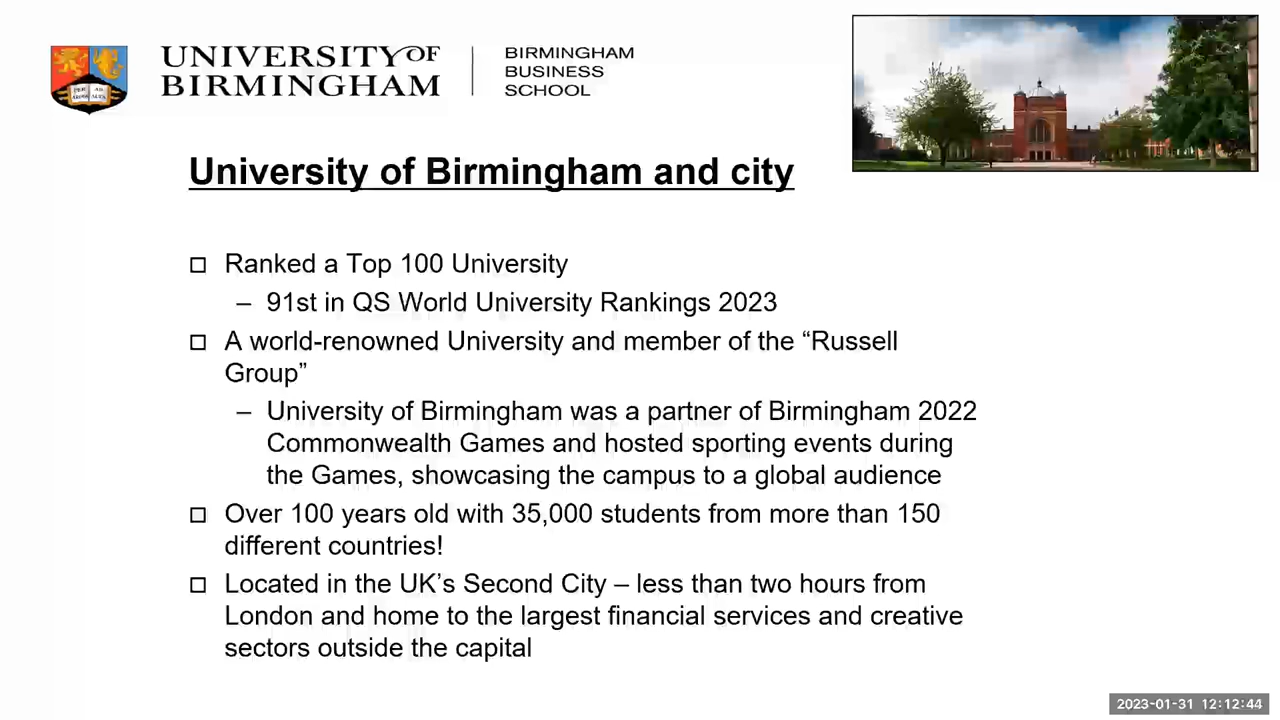 UNIVERSITY OF
BIRMINGHAM
BIRMINGHAM
BUSINESS
SCHOOL
University of Birmingham and city
Ranked a Top 100 University
– 91st in QS World University Rankings 2023
A world-renowned University and member of the “Russell
Group”
– University of Birmingham was a partner of Birmingham 2022
Commonwealth Games and hosted sporting events during
the Games, showcasing the campus to a global audience
Over 100 years old with 35,000 students from more than 150
different countries!
Located in the UK’s Second City – less than two hours from
London and home to the largest financial services and creative
sectors outside the capital
2023-01-31 12:12:44